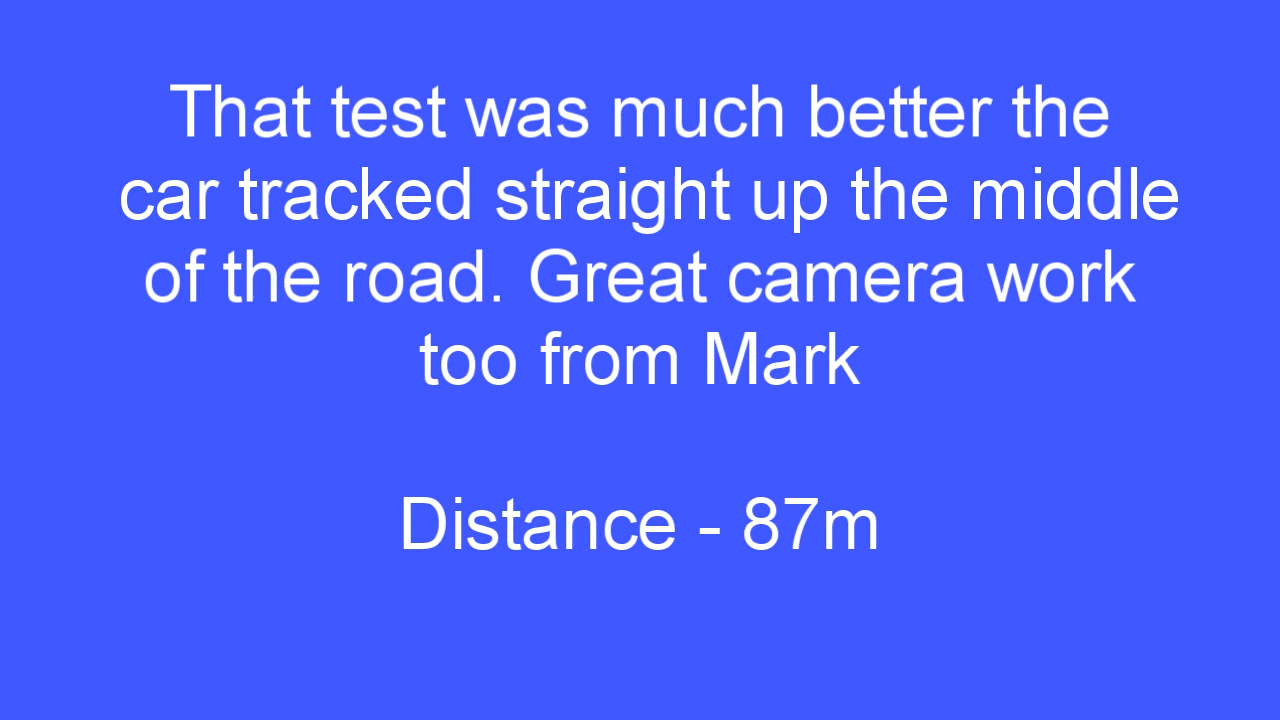 That test was much better the
car tracked straight up the middle
of the road. Great camera work
too from Mark
Distance - 87m